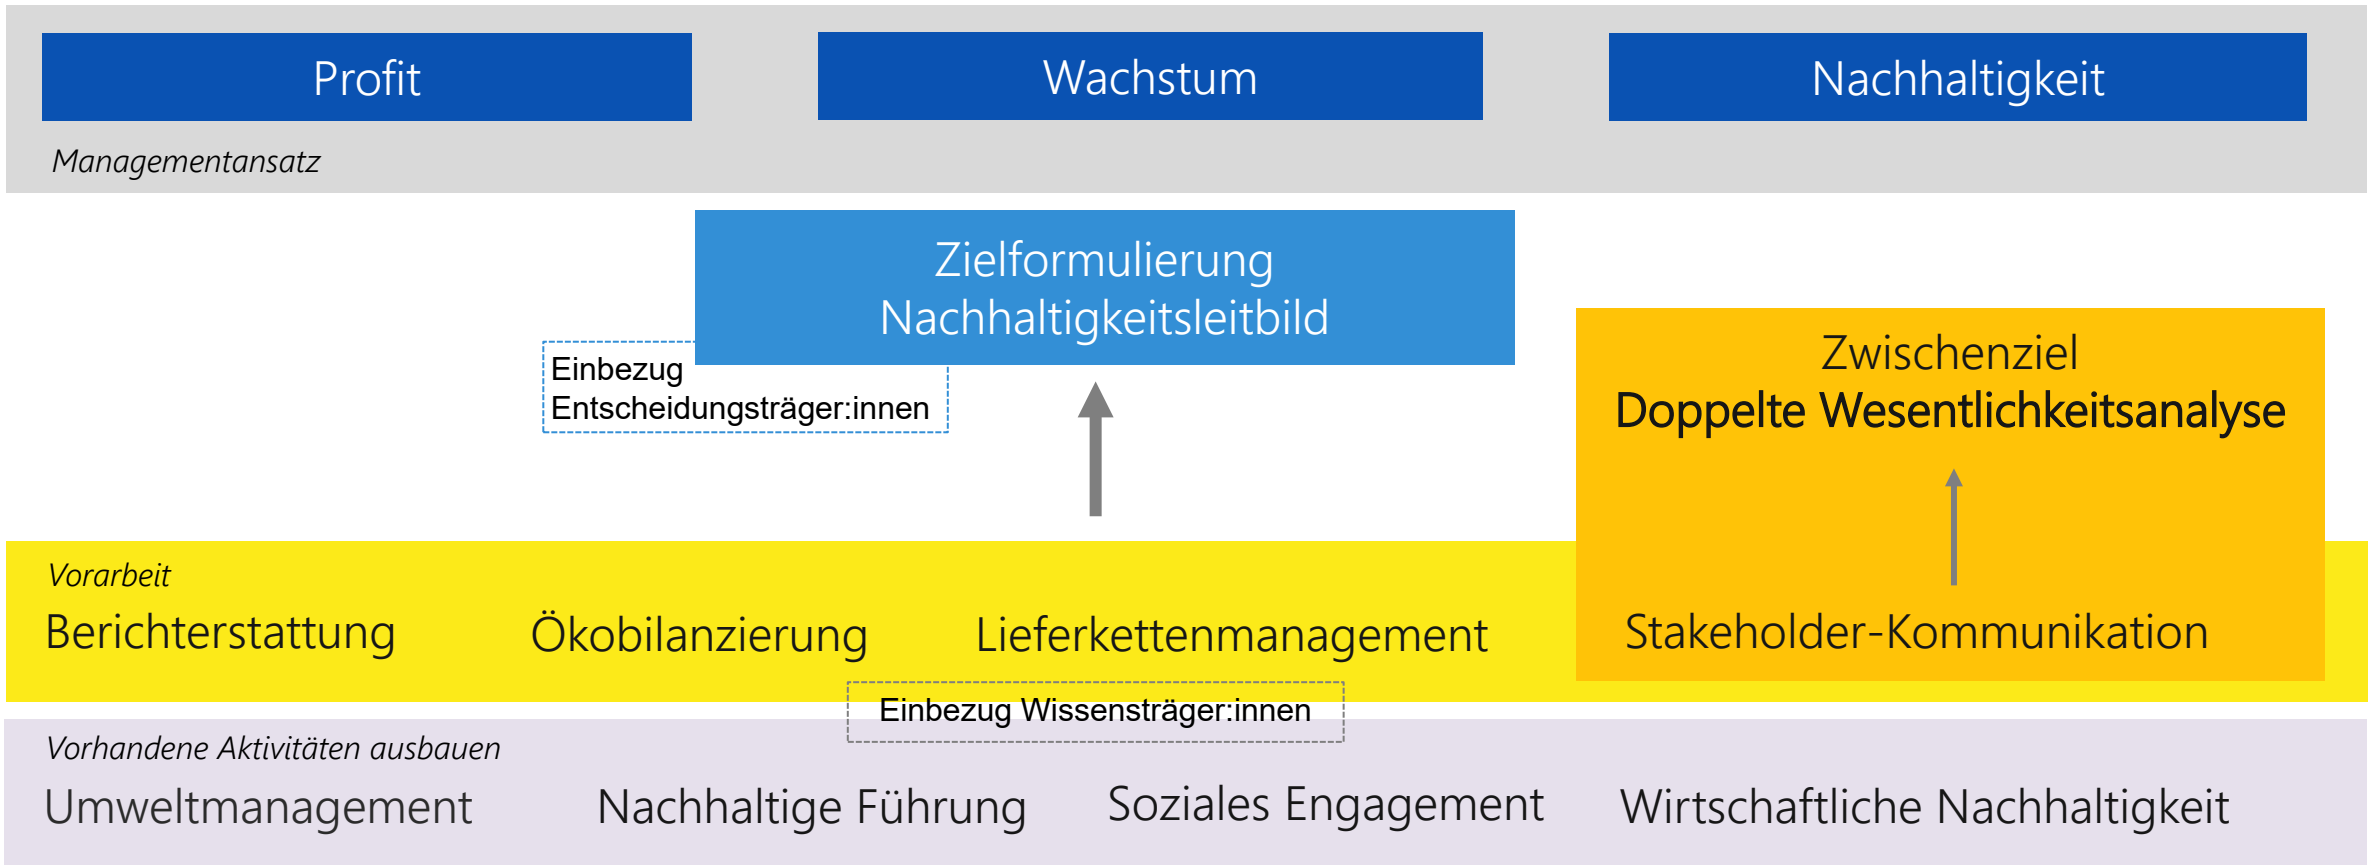 Profit
Wachstum
Nachhaltigkeit
Managementansatz
Zielformulierung
Nachhaltigkeitsleitbild
Einbezug
Entscheidungsträger:innen
Zwischenziel
Doppelte Wesentlichkeitsanalyse
Vorarbeit
Berichterstattung
Ökobilanzierung
Lieferkettenmanagement
Stakeholder-Kommunikation
Einbezug Wissensträger:innen
Vorhandene Aktivitäten ausbauen
Umweltmanagement
Nachhaltige Führung
Soziales Engagement
Wirtschaftliche Nachhaltigkeit